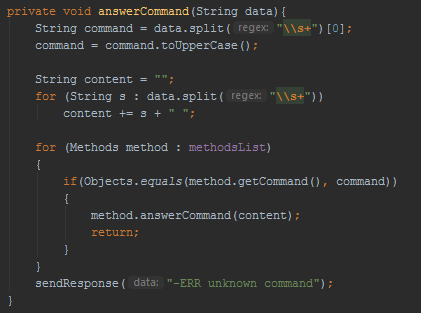 private void answerCommand(String data){
    String command = data.split( regex: "\\s+")[0];
    command = command.toUpperCase();

    String content = "";
    for (String s : data.split( regex: "\\s+"))
        content += s + " ";

    for (Methods method : methodsList)
    {
        if(Objects.equals(method.getCommand(), command))
        {
            method.answerCommand(content);
            return;
        }
    }
    sendResponse( data: "-ERR unknown command");
}